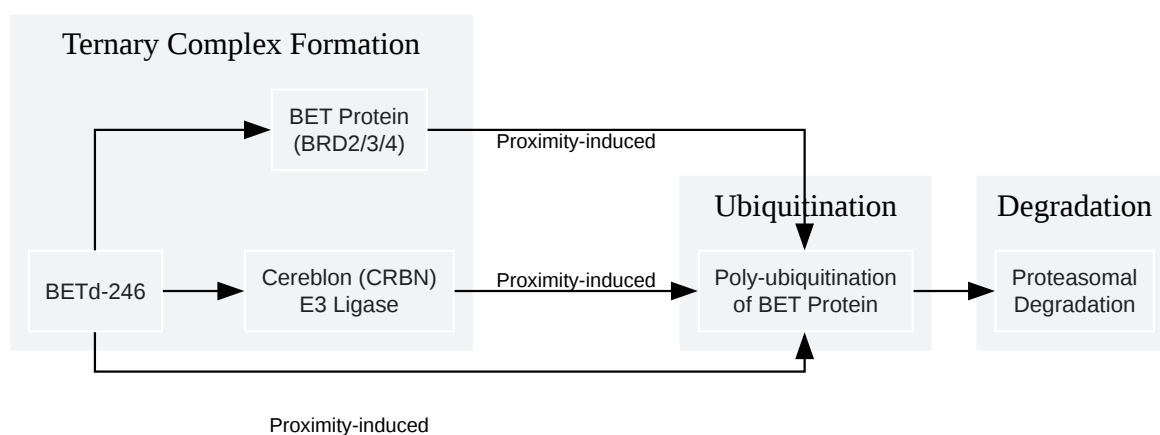 Ternary Complex Formation
BET Protein
(BRD2/3/4)
Proximity-induced
Ubiquitination
Degradation
BETd-246
Cereblon (CRBN)
E3 Ligase
Proximity-induced
Poly-ubiquitination
of BET Protein
Proteasomal
Degradation
Proximity-induced